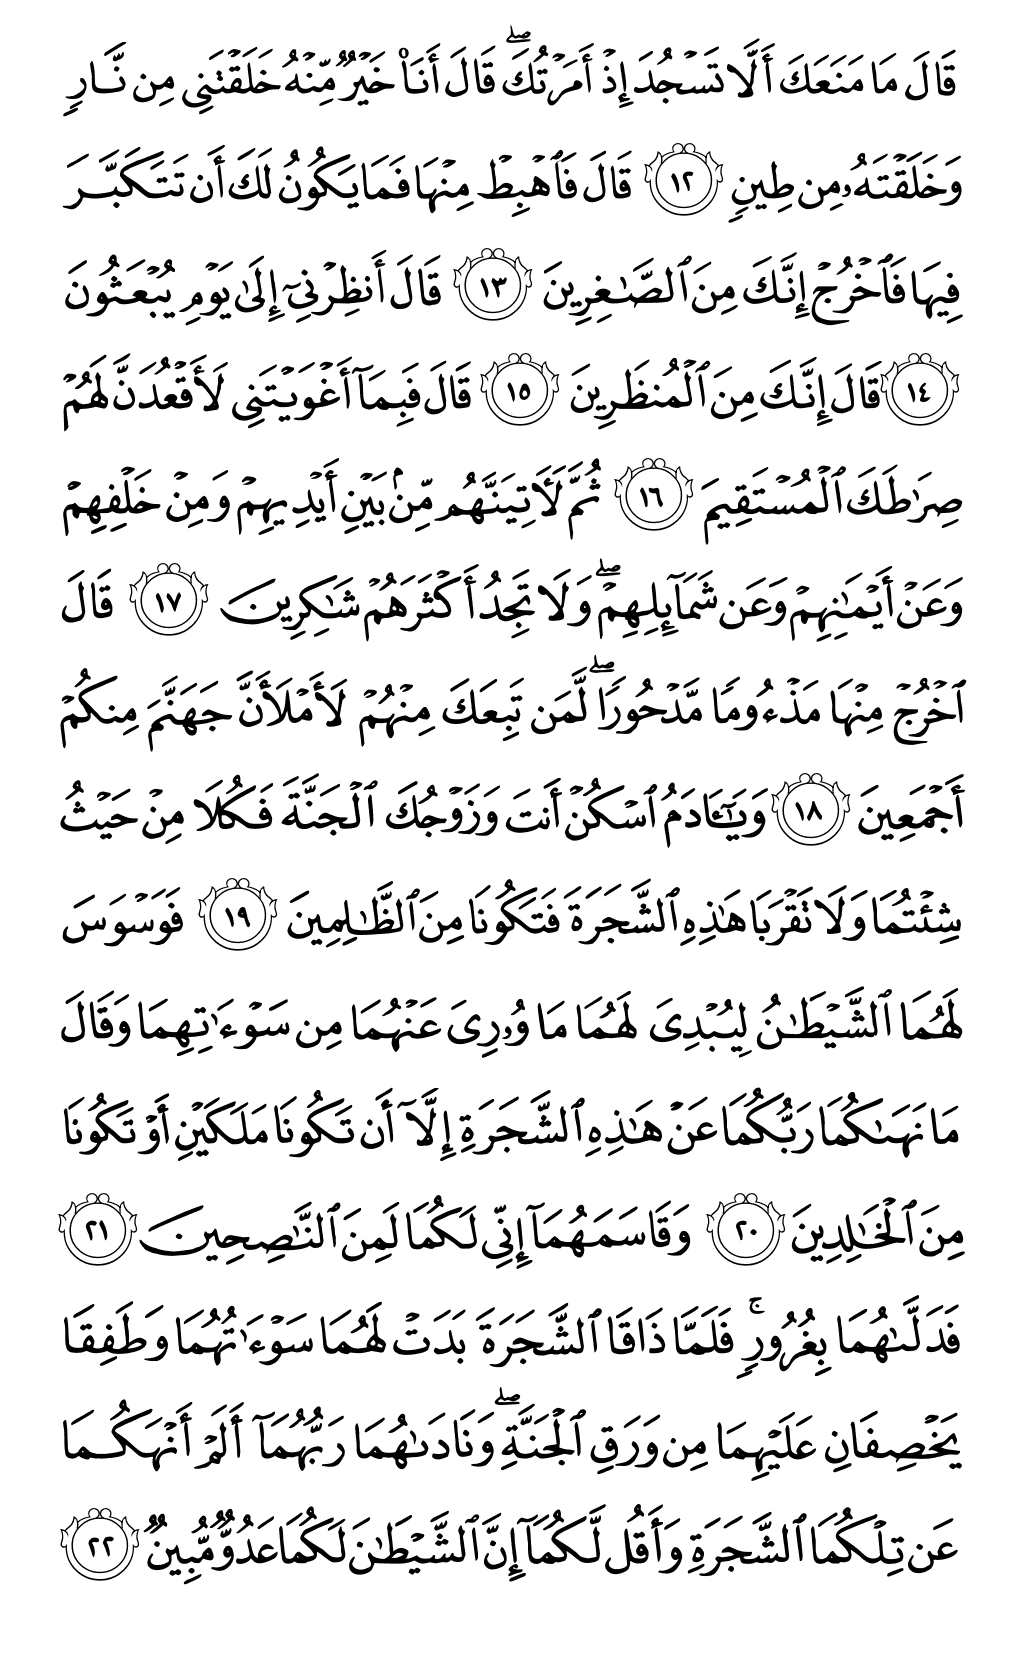 قَالَ مَا مَنَعَكَ أَلَّا تَسۡجُدَ إِذۡ أَمَرۡتُكَۖ قَالَ أَنَا۠ خَيۡرٞ مِّنۡهُ خَلَقۡتَنِي مِن نَّارٖ
وَخَلَقۡتَهُۥ مِن طِينٖ ١٢ قَالَ فَٱهۡبِطۡ مِنۡهَا فَمَا يَكُونُ لَكَ أَن تَتَكَبَّرَ
فِيهَا فَٱخۡرُجۡ إِنَّكَ مِنَ ٱلصَّٰغِرِينَ ١٣ قَالَ أَنظِرۡنِيٓ إِلَىٰ يَوۡمِ يُبۡعَثُونَ
١٤ قَالَ إِنَّكَ مِنَ ٱلۡمُنظَرِينَ ١٥ قَالَ فَبِمَآ أَغۡوَيۡتَنِي لَأَقۡعُدَنَّ لَهُمۡ
صِرَٰطَكَ ٱلۡمُسۡتَقِيمَ ١٦ ثُمَّ لَأٓتِيَنَّهُم مِّنۢ بَيۡنِ أَيۡدِيهِمۡ وَمِنۡ خَلۡفِهِمۡ
وَعَنۡ أَيۡمَٰنِهِمۡ وَعَن شَمَآئِلِهِمۡۖ وَلَا تَجِدُ أَكۡثَرَهُمۡ شَٰكِرِينَ ١٧ قَالَ
ٱخۡرُجۡ مِنۡهَا مَذۡءُومٗا مَّدۡحُورٗاۖ لَّمَن تَبِعَكَ مِنۡهُمۡ لَأَمۡلَأَنَّ جَهَنَّمَ مِنكُمۡ
أَجۡمَعِينَ ١٨ وَيَٰٓـَٔادَمُ ٱسۡكُنۡ أَنتَ وَزَوۡجُكَ ٱلۡجَنَّةَ فَكُلَا مِنۡ حَيۡثُ
شِئۡتُمَا وَلَا تَقۡرَبَا هَٰذِهِ ٱلشَّجَرَةَ فَتَكُونَا مِنَ ٱلظَّٰلِمِينَ ١٩ فَوَسۡوَسَ
لَهُمَا ٱلشَّيۡطَٰنُ لِيُبۡدِيَ لَهُمَا مَا وُۥرِيَ عَنۡهُمَا مِن سَوۡءَٰتِهِمَا وَقَالَ
مَا نَهَىٰكُمَا رَبُّكُمَا عَنۡ هَٰذِهِ ٱلشَّجَرَةِ إِلَّآ أَن تَكُونَا مَلَكَيۡنِ أَوۡ تَكُونَا
مِنَ ٱلۡخَٰلِدِينَ ٢٠ وَقَاسَمَهُمَآ إِنِّي لَكُمَا لَمِنَ ٱلنَّٰصِحِينَ ٢١
فَدَلَّىٰهُمَا بِغُرُورٖۚ فَلَمَّا ذَاقَا ٱلشَّجَرَةَ بَدَتۡ لَهُمَا سَوۡءَٰتُهُمَا وَطَفِقَا
يَخۡصِفَانِ عَلَيۡهِمَا مِن وَرَقِ ٱلۡجَنَّةِۖ وَنَادَىٰهُمَا رَبُّهُمَآ أَلَمۡ أَنۡهَكُمَا
عَن تِلۡكُمَا ٱلشَّجَرَةِ وَأَقُل لَّكُمَآ إِنَّ ٱلشَّيۡطَٰنَ لَكُمَا عَدُوّٞ مُّبِينٞ ٢٢